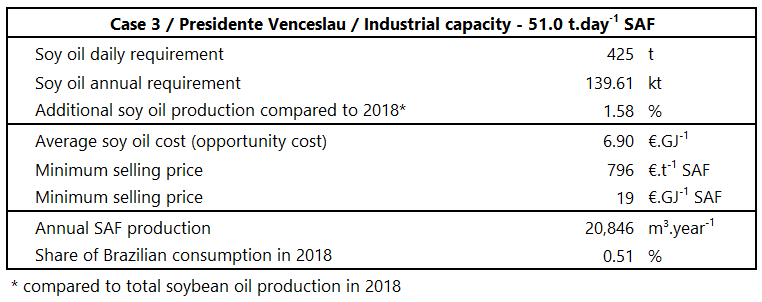 Case 3 / Presidente Venceslau / Industrial capacity - 51.0 t.day⁻¹ SAF
Soy oil daily requirement 425 t
Soy oil annual requirement 139.61 kt
Additional soy oil production compared to 2018* 1.58 %
Average soy oil cost (opportunity cost) 6.90 €.GJ⁻¹
Minimum selling price 796 €.t⁻¹ SAF
Minimum selling price 19 €.GJ⁻¹ SAF
Annual SAF production 20,846 m³.year⁻¹
Share of Brazilian consumption in 2018 0.51 %
* compared to total soybean oil production in 2018